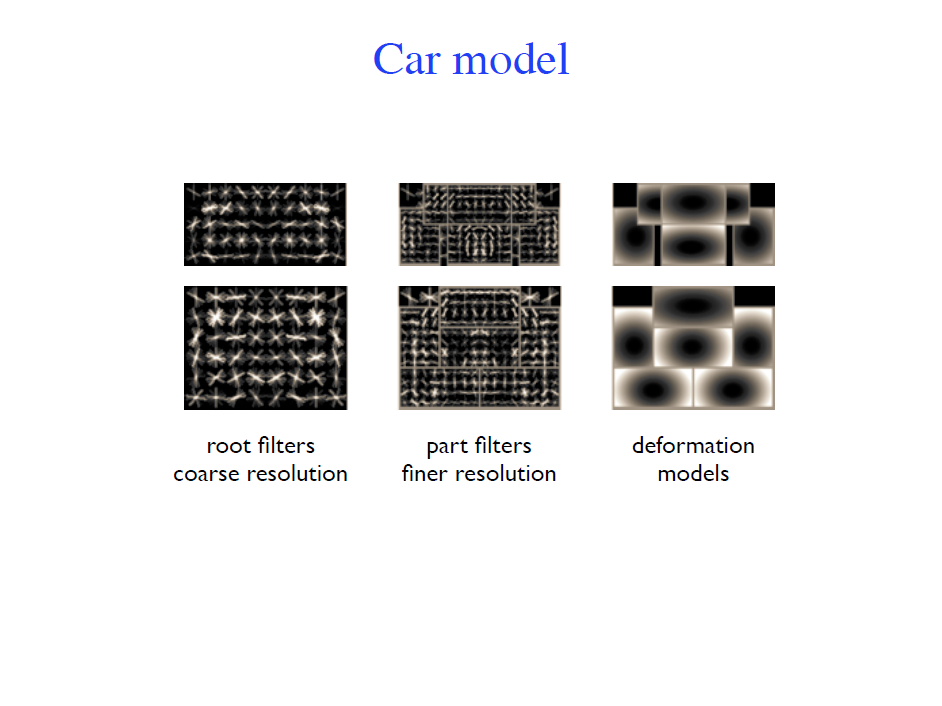 Car model
root filters
coarse resolution
part filters
finer resolution
deformation
models